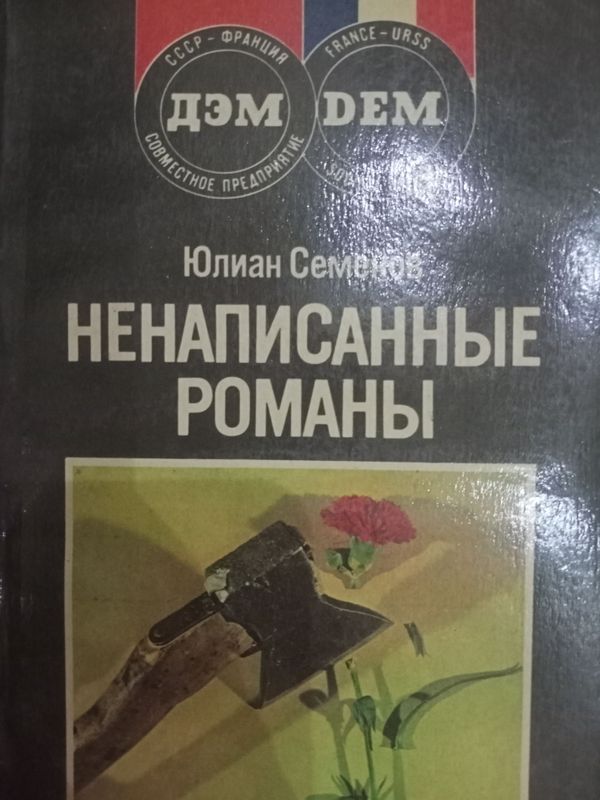 СССР – ФРАНЦИЯ
ДЭМ
СОВМЕСТНОЕ ПРЕДПРИЯТИЕ
FRANCE – URSS
DEM
Юлиан Семенов
НЕНАПИСАННЫЕ
РОМАНЫ